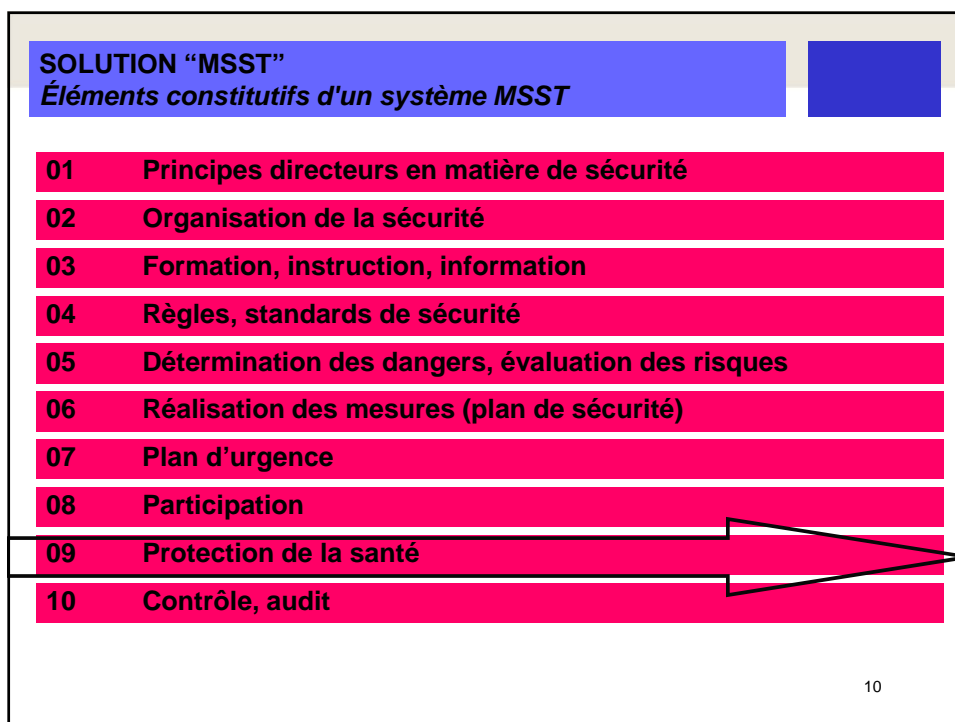 SOLUTION “MSST”
Éléments constitutifs d'un système MSST
01 Principes directeurs en matière de sécurité
02 Organisation de la sécurité
03 Formation, instruction, information
04 Règles, standards de sécurité
05 Détermination des dangers, évaluation des risques
06 Réalisation des mesures (plan de sécurité)
07 Plan d’urgence
08 Participation
09 Protection de la santé
10 Contrôle, audit
10